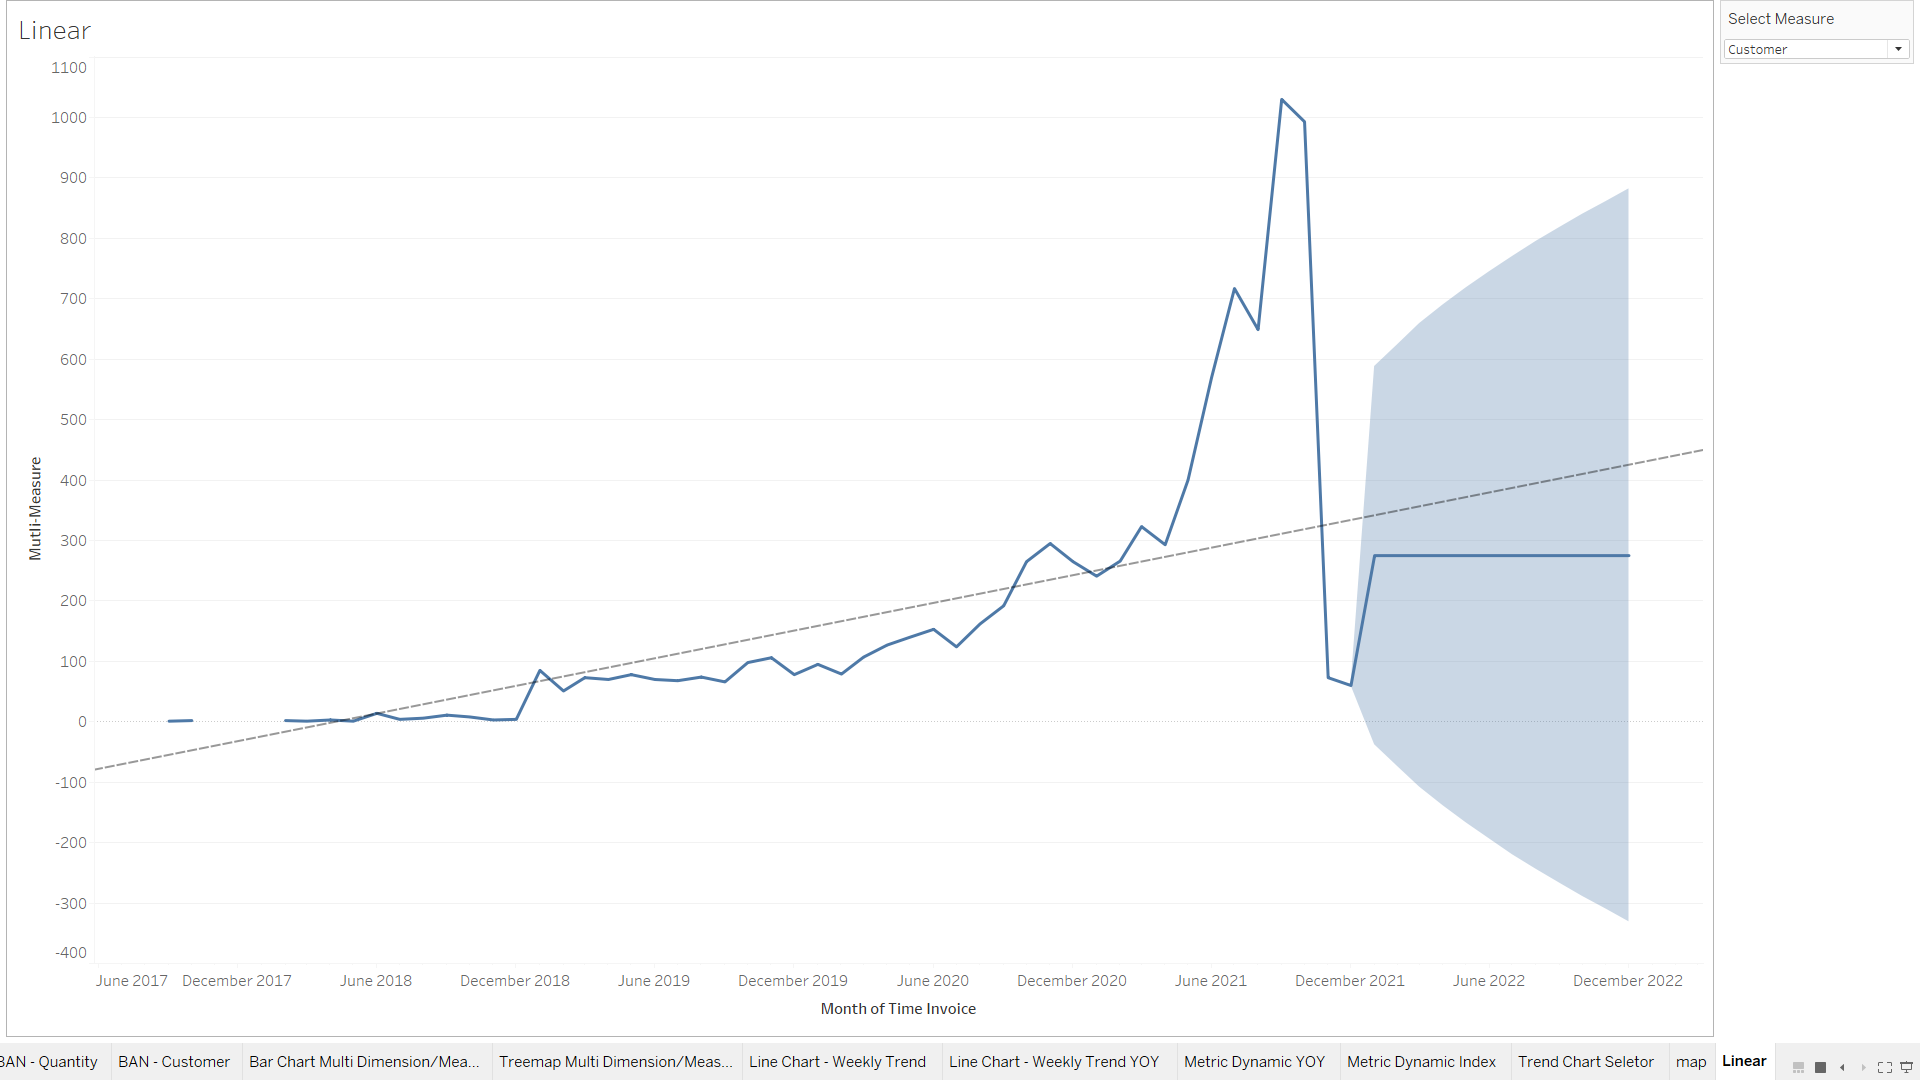 Linear
Select Measure
Customer
1100
1000
900
800
700
600
500
400
300
200
100
0
-100
-200
-300
-400
Mutli-Measure
June 2017 December 2017 June 2018 December 2018 June 2019 December 2019 June 2020 December 2020 June 2021 December 2021 June 2022 December 2022
Month of Time Invoice
BAN - Quantity BAN - Customer Bar Chart Multi Dimension/Mea... Treemap Multi Dimension/Meas... Line Chart - Weekly Trend Line Chart - Weekly Trend YOY Metric Dynamic YOY Metric Dynamic Index Trend Chart Seletor map Linear